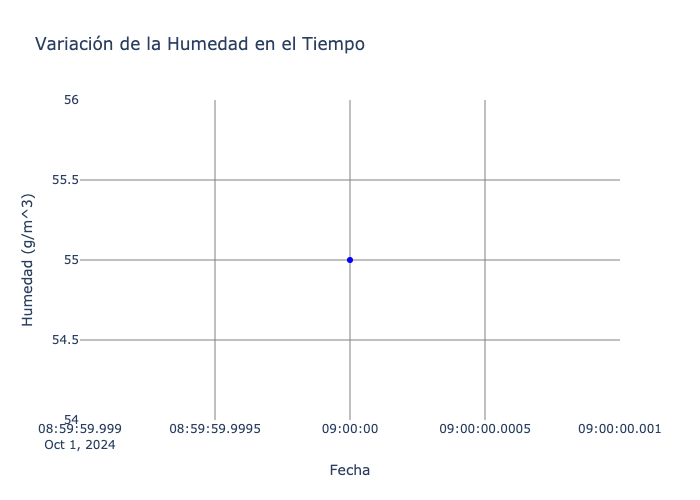 Variación de la Humedad en el Tiempo
56
55.5
55
54.5
54
Humedad (g/m^3)
08:59:59.999
Oct 1, 2024
08:59:59.9995
09:00:00
09:00:00.0005
09:00:00.001
Fecha